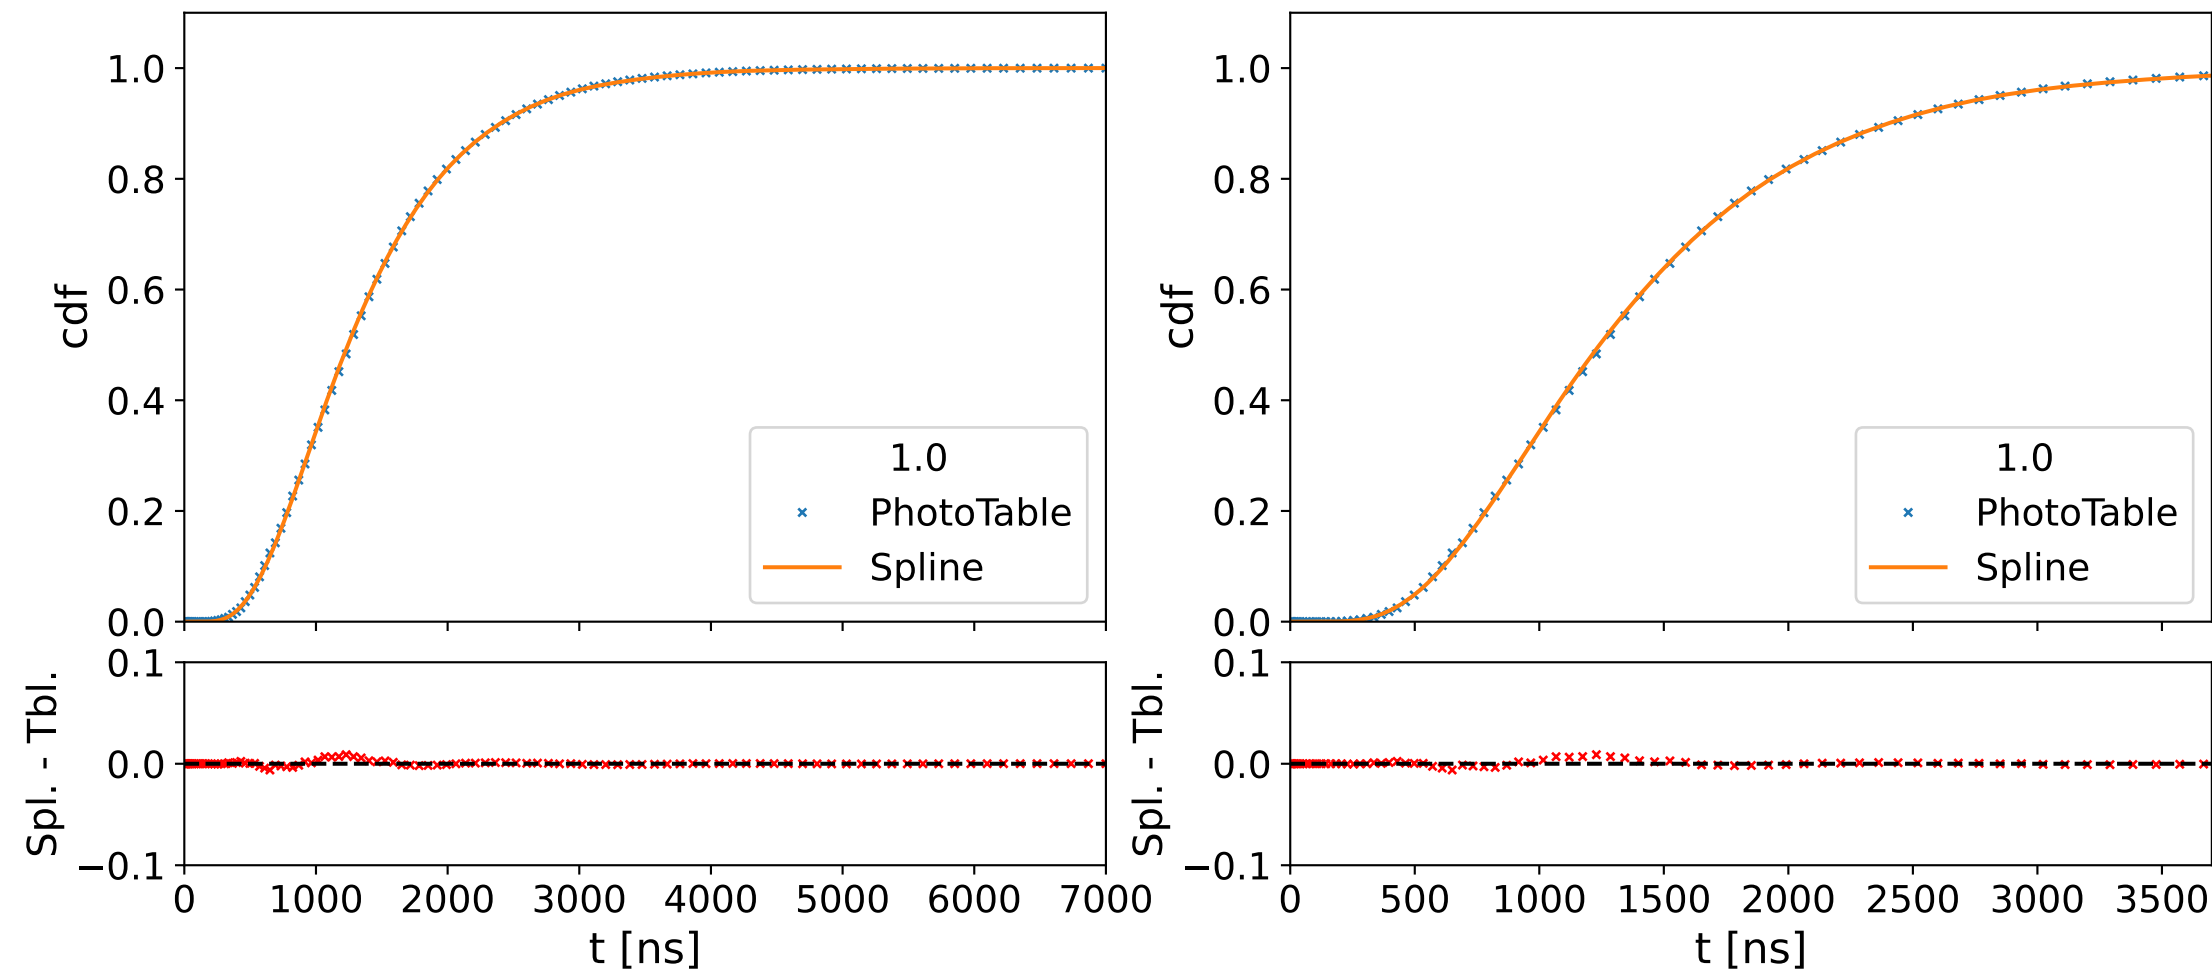 1.0
0.8
0.6
0.4
0.2
0.0
cdf
1.0
PhotoTable
Spline
0.1
0.0
−0.1
Spl. - Tbl.
0 1000 2000 3000 4000 5000 6000 7000
t [ns]
1.0
0.8
0.6
0.4
0.2
0.0
cdf
1.0
PhotoTable
Spline
0.1
0.0
−0.1
Spl. - Tbl.
0 500 1000 1500 2000 2500 3000 3500
t [ns]